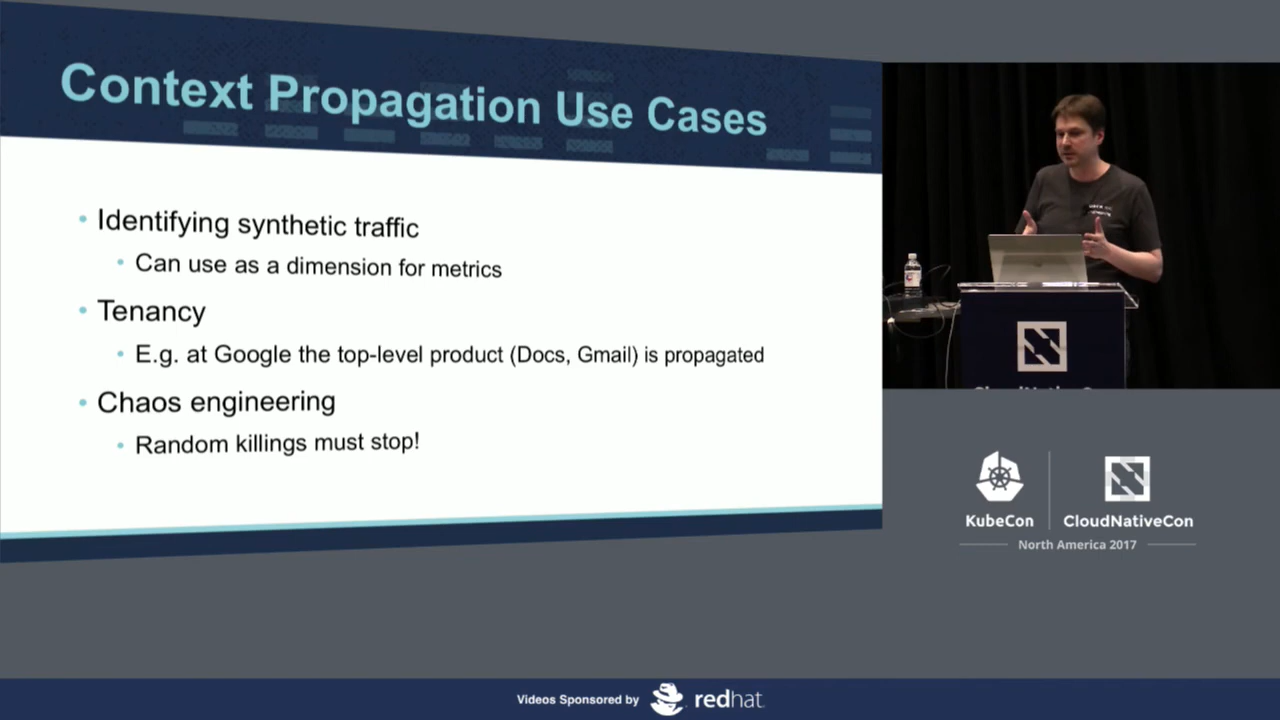 Context Propagation Use Cases
• Identifying synthetic traffic
• Can use as a dimension for metrics
• Tenancy
• E.g. at Google the top-level product (Docs, Gmail) is propagated
• Chaos engineering
• Random killings must stop!
KubeCon
CloudNativeCon
North America 2017
Videos Sponsored by redhat